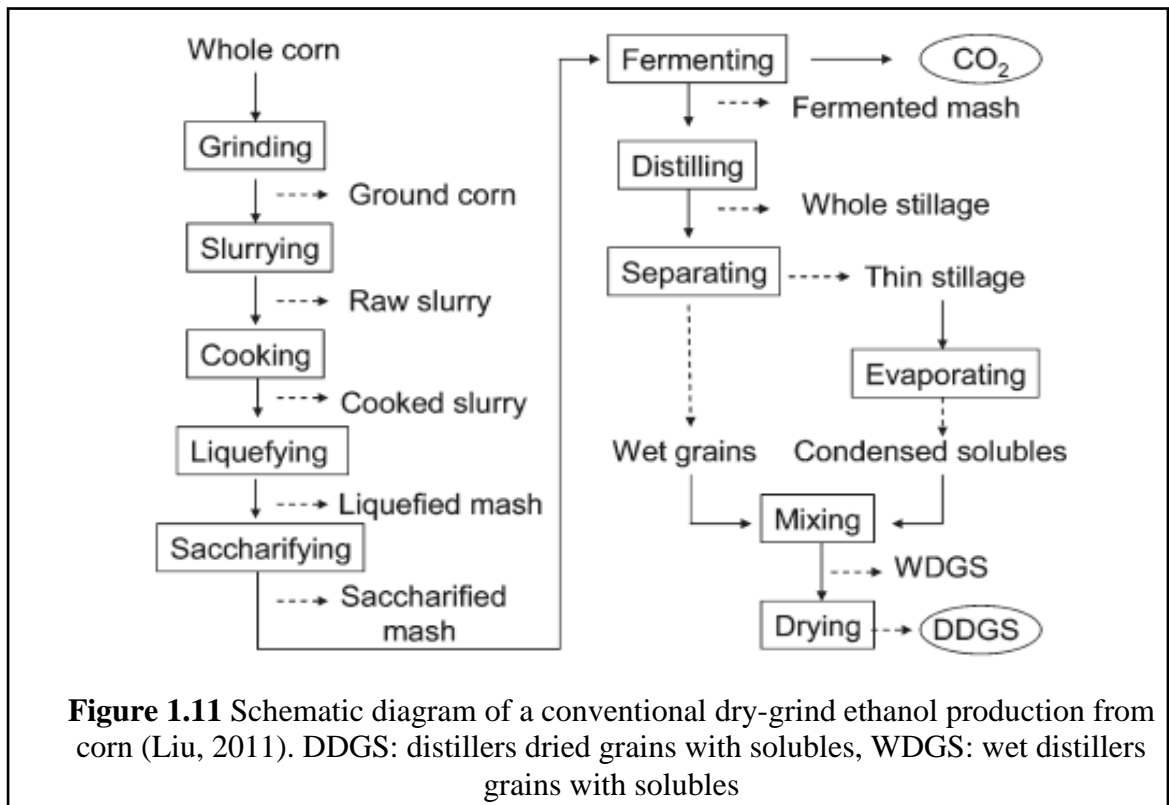 Whole corn
Grinding
Ground corn
Slurrying
Raw slurry
Cooking
Cooked slurry
Liquefying
Liquefied mash
Saccharifying
Saccharified
mash
Fermenting
CO2
Fermented mash
Distilling
Whole stillage
Separating
Thin stillage
Evaporating
Wet grains
Condensed solubles
Mixing
WDGS
Drying
DDGS
Figure 1.11 Schematic diagram of a conventional dry-grind ethanol production from
corn (Liu, 2011). DDGS: distillers dried grains with solubles, WDGS: wet distillers
grains with solubles